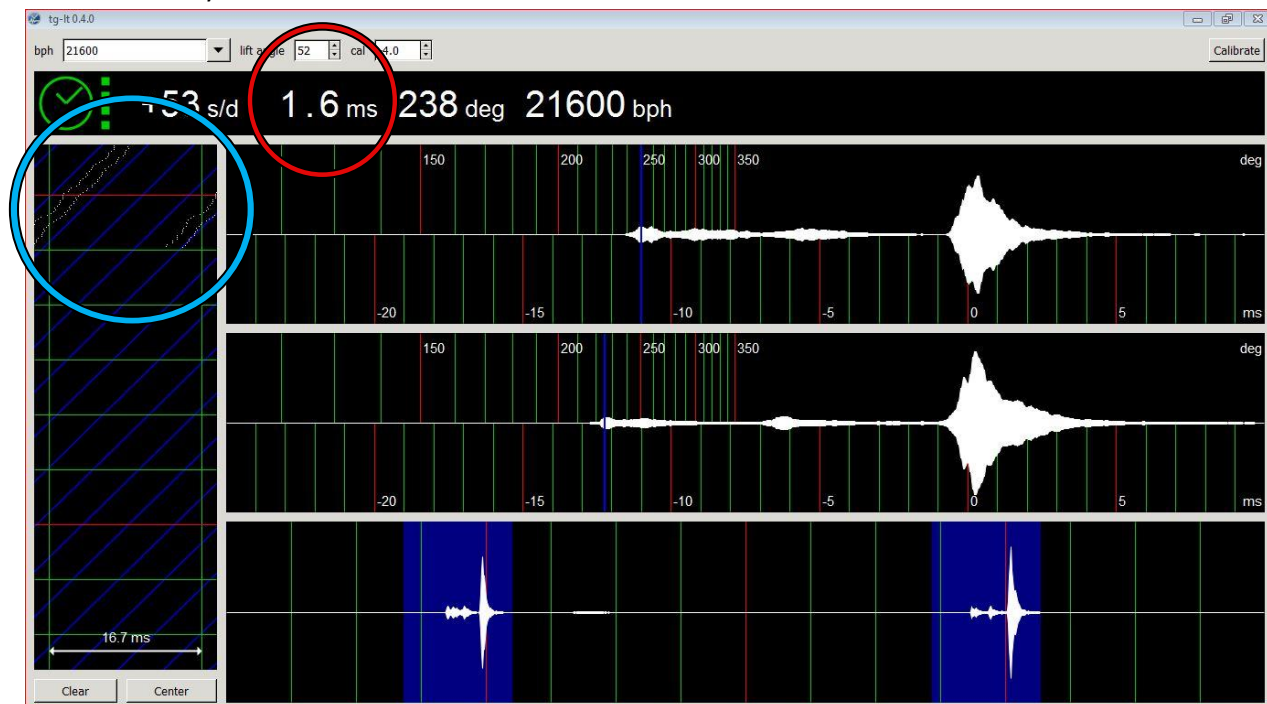 tg-lt 0.4.0
bph 21600 lift angle 52 cal -4.0 Calibrate
+53 s/d 1.6 ms 238 deg 21600 bph
150 200 250 300 350 deg
-20 -15 -10 -5 0 5 ms
150 200 250 300 350 deg
-20 -15 -10 -5 0 5 ms
16.7 ms
Clear Center